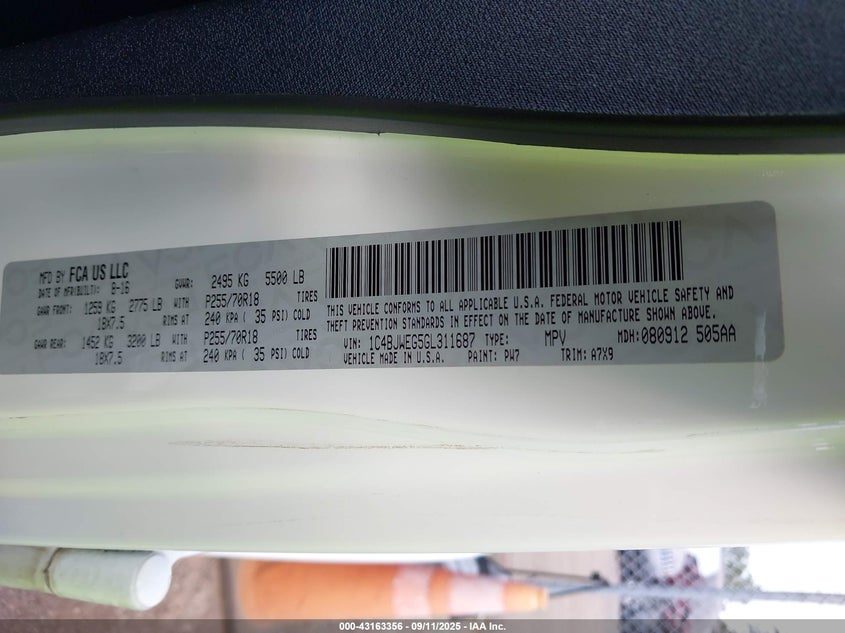 MFD BY FCA US LLC
DATE OF MFR(BUILT): 8-16 GVWR: 2495 KG 5500 LB
GAWR FRONT: 1259 KG 2775 LB WITH P255/70R18 TIRES
18X7.5 RIMS AT 240 KPA ( 35 PSI) COLD
GAWR REAR: 1452 KG 3200 LB WITH P255/70R18 TIRES
18X7.5 RIMS AT 240 KPA ( 35 PSI) COLD
THIS VEHICLE CONFORMS TO ALL APPLICABLE U.S.A. FEDERAL MOTOR VEHICLE SAFETY AND
THEFT PREVENTION STANDARDS IN EFFECT ON THE DATE OF MANUFACTURE SHOWN ABOVE.
VIN: 1C4BJWEG5GL311687 TYPE: MPV MDH: 080912 505AA
VEHICLE MADE IN U.S.A. PAINT: PW7 TRIM: A7X9
000-43163356 - 09/11/2025 - IAA Inc.